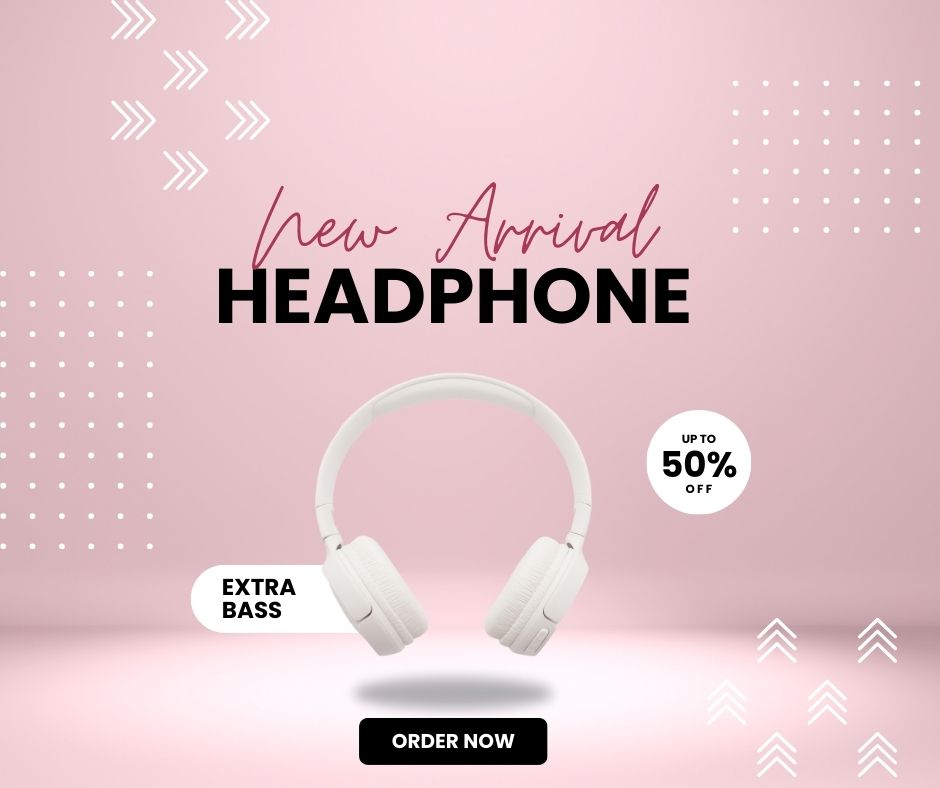 New Arrival
HEADPHONE
UP TO
50%
OFF
EXTRA
BASS
ORDER NOW